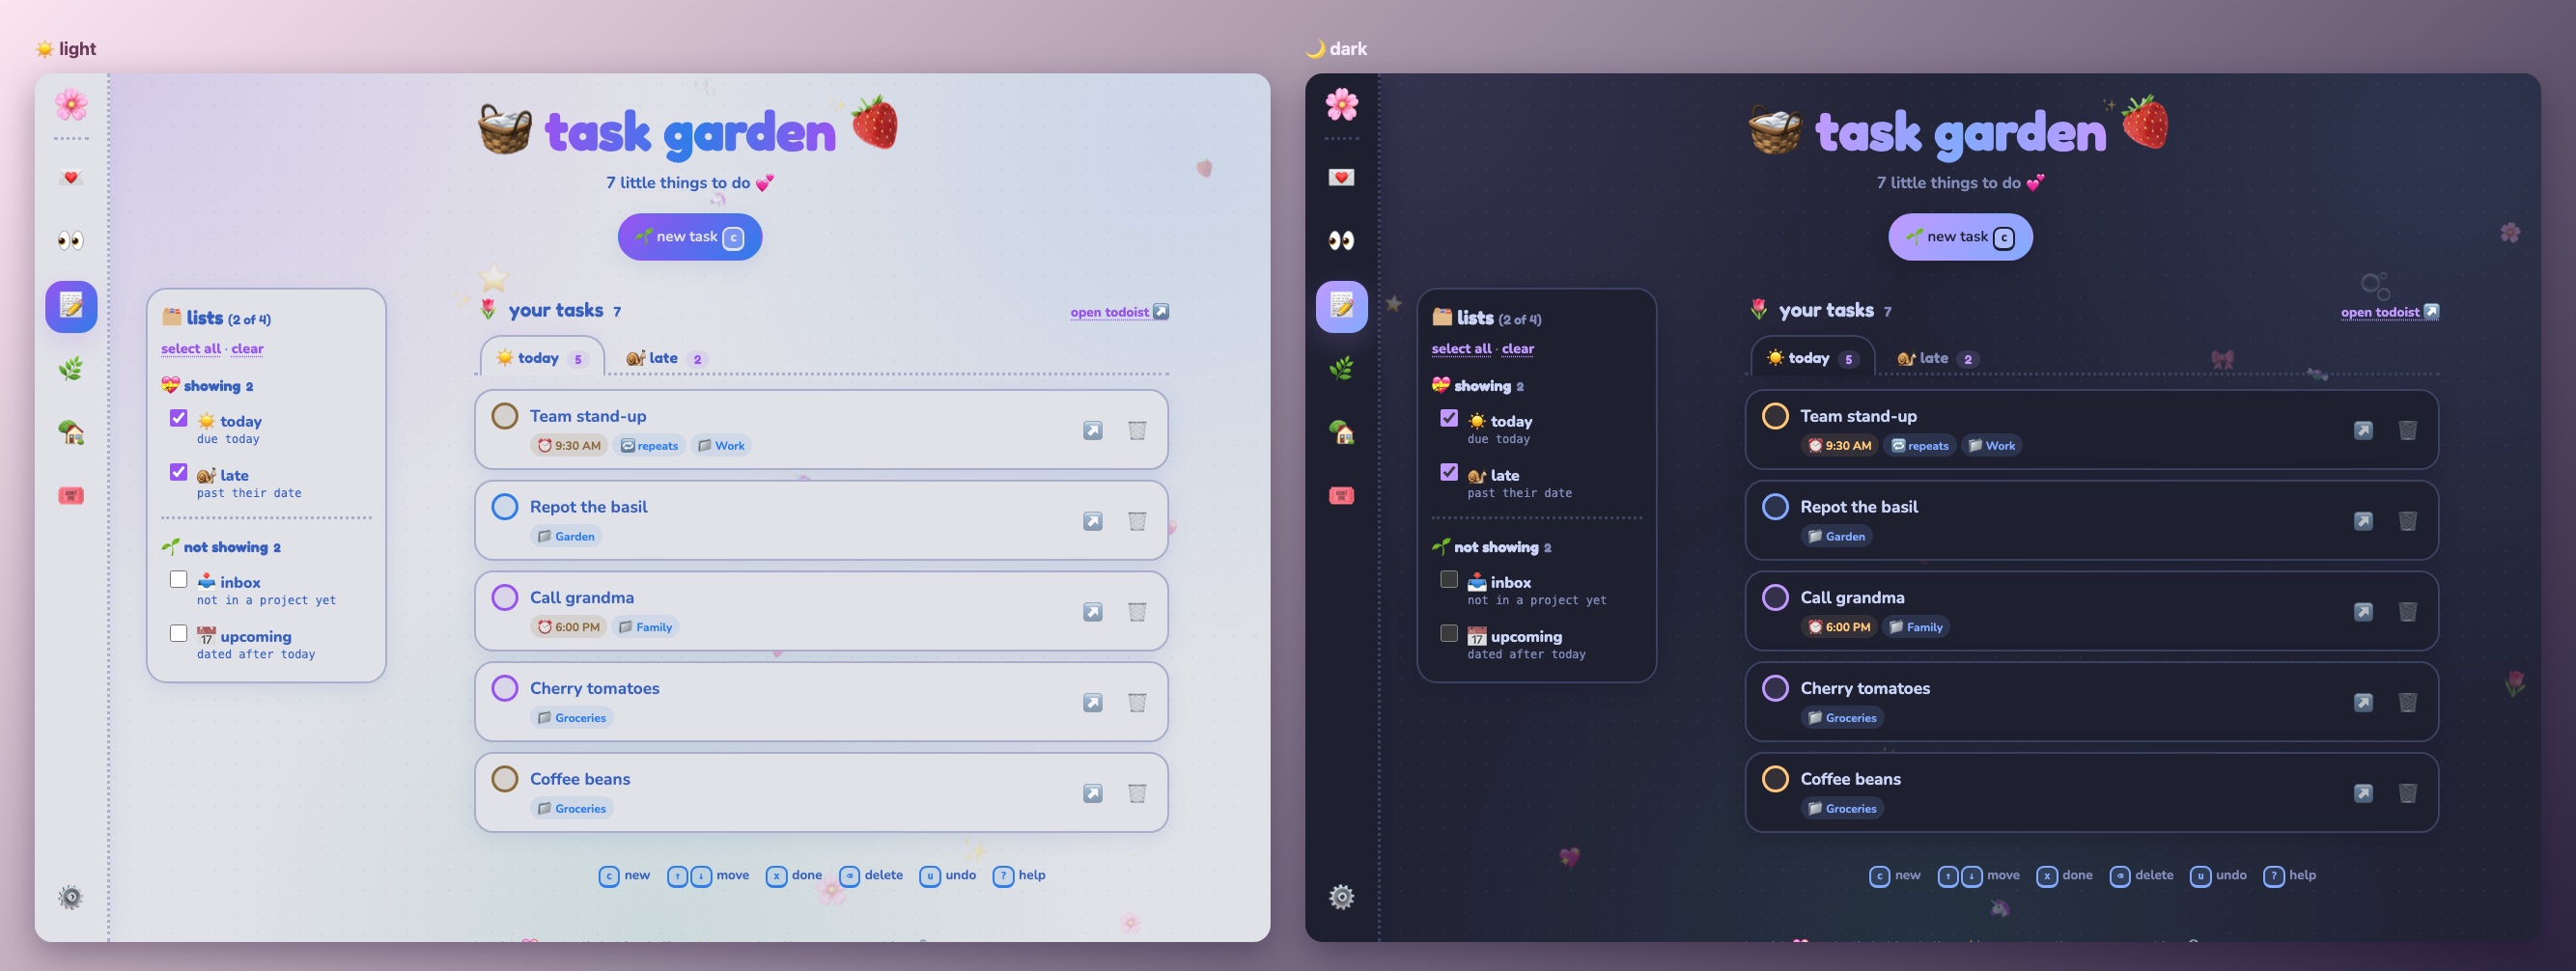 light
task garden
7 little things to do
new task c
lists (2 of 4)
select all · clear
showing 2
today
due today
late
past their date
not showing 2
inbox
not in a project yet
upcoming
dated after today
your tasks 7
open todoist
today 5 late 2
Team stand-up
9:30 AM repeats Work
Repot the basil
Garden
Call grandma
6:00 PM Family
Cherry tomatoes
Groceries
Coffee beans
Groceries
c new ↑ ↓ move x done ⌫ delete u undo ? help
dark
task garden
7 little things to do
new task c
lists (2 of 4)
select all · clear
showing 2
today
due today
late
past their date
not showing 2
inbox
not in a project yet
upcoming
dated after today
your tasks 7
open todoist
today 5 late 2
Team stand-up
9:30 AM repeats Work
Repot the basil
Garden
Call grandma
6:00 PM Family
Cherry tomatoes
Groceries
Coffee beans
Groceries
c new ↑ ↓ move x done ⌫ delete u undo ? help